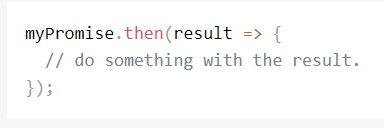 myPromise.then(result => {
  // do something with the result.
});